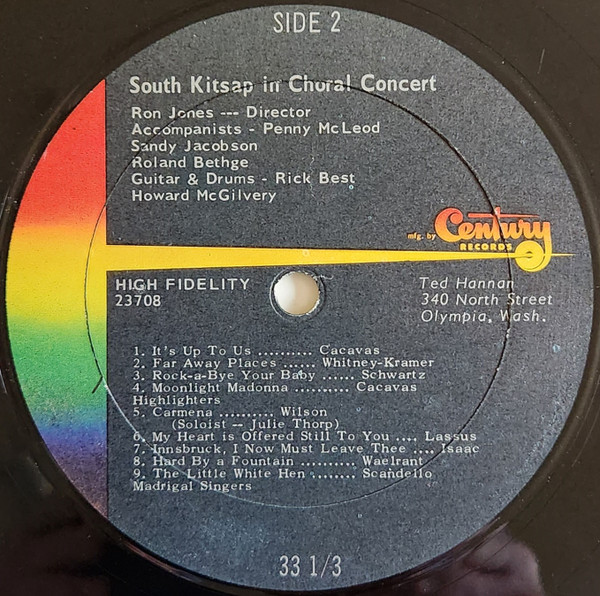 SIDE 2
South Kitsap in Choral Concert
Ron Jones --- Director
Accompanists - Penny McLeod
Sandy Jacobson
Roland Bethge
Guitar & Drums - Rick Best
Howard McGilvery
mfg. by Century
RECORDS
HIGH FIDELITY
23708
Ted Hannan
340 North Street
Olympia, Wash.
1. It's Up To Us .......... Cacavas
2. Far Away Places ...... Whitney-Kramer
3. Rock-a-Bye Your Baby ...... Schwartz
4. Moonlight Madonna .......... Cacavas
Highlighters
5. Carmena .......... Wilson
(Soloist -- Julie Thorp)
6. My Heart is Offered Still To You .... Lassus
7. Innsbruck, I Now Must Leave Thee .... Isaac
8. Hard By a Fountain .......... Waelrant
9. The Little White Hen ........ Scandello
Madrigal Singers
33 1/3